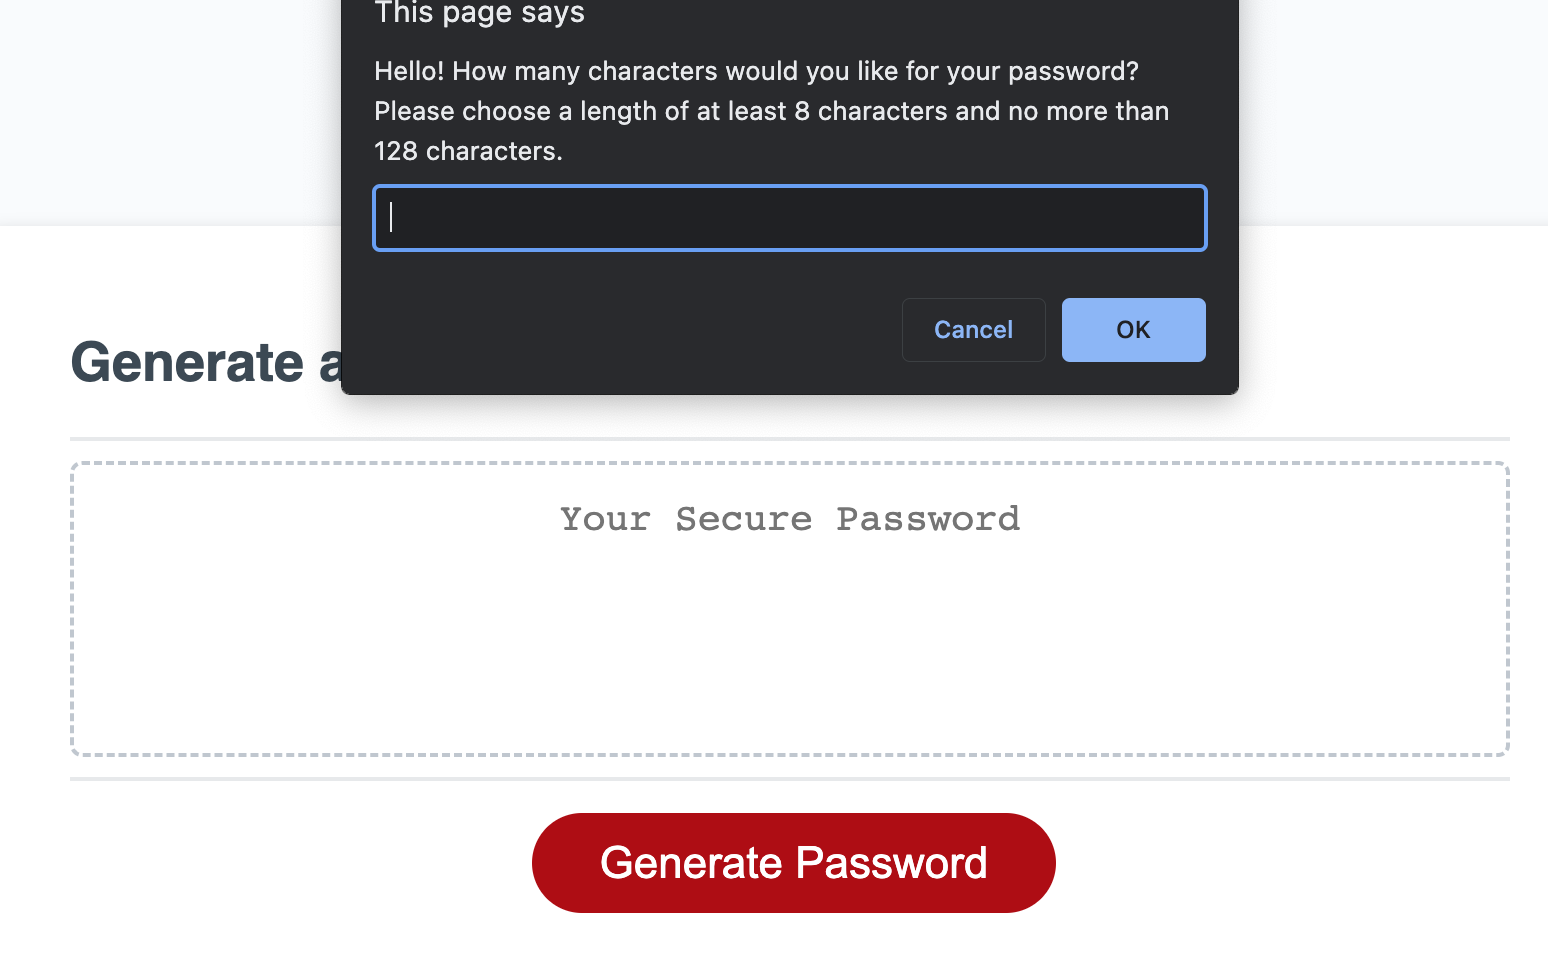 This page says
Hello! How many characters would you like for your password?
Please choose a length of at least 8 characters and no more than
128 characters.
Cancel
OK
Generate a
Your Secure Password
Generate Password